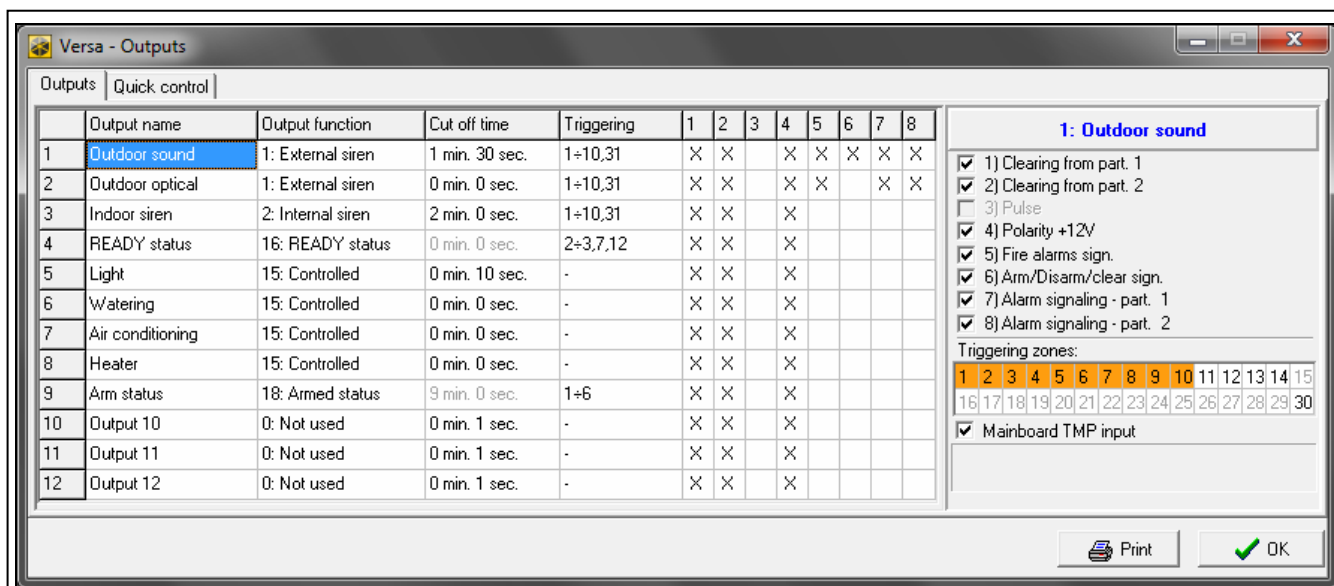 Versa - Outputs
Outputs Quick control
Output name Output function Cut off time Triggering 1 2 3 4 5 6 7 8
1 Outdoor sound 1: External siren 1 min. 30 sec. 1÷10,31 X X X X X X X
2 Outdoor optical 1: External siren 0 min. 0 sec. 1÷10,31 X X X X X X
3 Indoor siren 2: Internal siren 2 min. 0 sec. 1÷10,31 X X X
4 READY status 16: READY status 0 min. 0 sec. 2÷3,7,12 X X X
5 Light 15: Controlled 0 min. 10 sec. - X X X
6 Watering 15: Controlled 0 min. 0 sec. - X X X
7 Air conditioning 15: Controlled 0 min. 0 sec. - X X X
8 Heater 15: Controlled 0 min. 0 sec. - X X X
9 Arm status 18: Armed status 9 min. 0 sec. 1÷6 X X X
10 Output 10 0: Not used 0 min. 1 sec. - X X X
11 Output 11 0: Not used 0 min. 1 sec. - X X X
12 Output 12 0: Not used 0 min. 1 sec. - X X X
1: Outdoor sound
1) Clearing from part. 1
2) Clearing from part. 2
3) Pulse
4) Polarity +12V
5) Fire alarms sign.
6) Arm/Disarm/clear sign.
7) Alarm signaling - part. 1
8) Alarm signaling - part. 2
Triggering zones:
1 2 3 4 5 6 7 8 9 10 11 12 13 14 15
16 17 18 19 20 21 22 23 24 25 26 27 28 29 30
Mainboard TMP input
Print OK